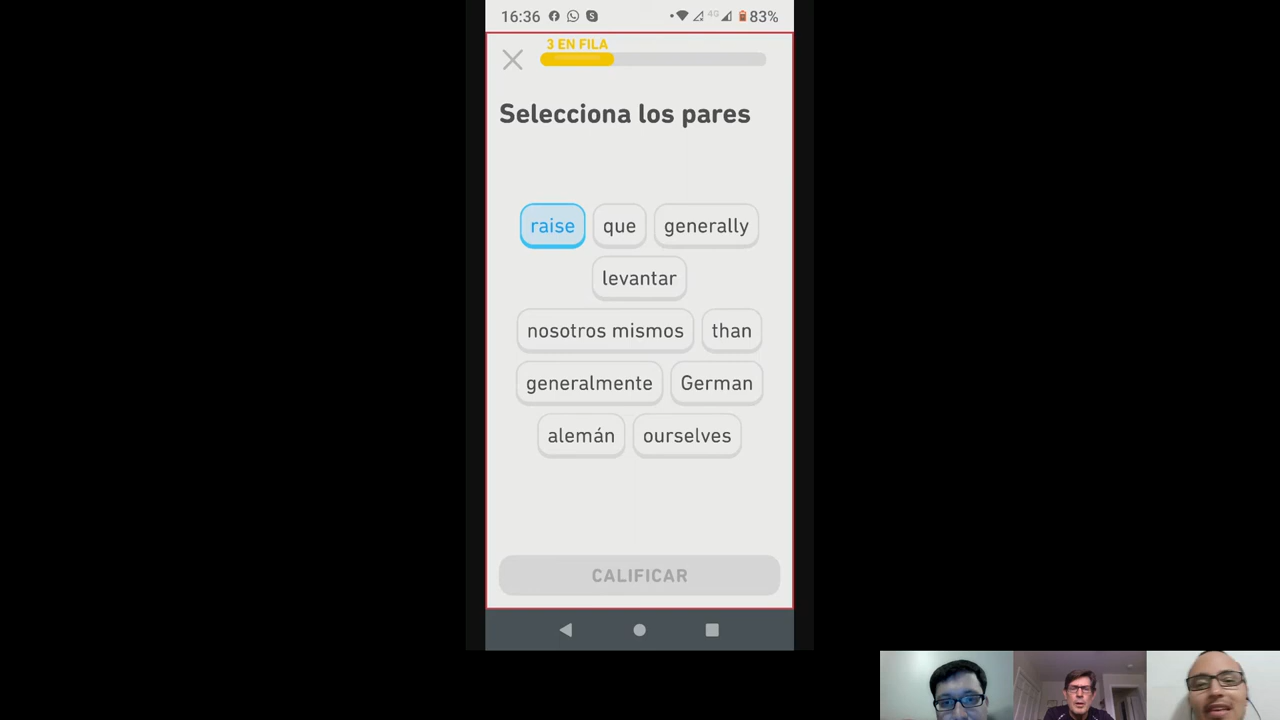 16:36 4G 83%
3 EN FILA
Selecciona los pares
raise que generally
levantar
nosotros mismos than
generalmente German
alemán ourselves
CALIFICAR